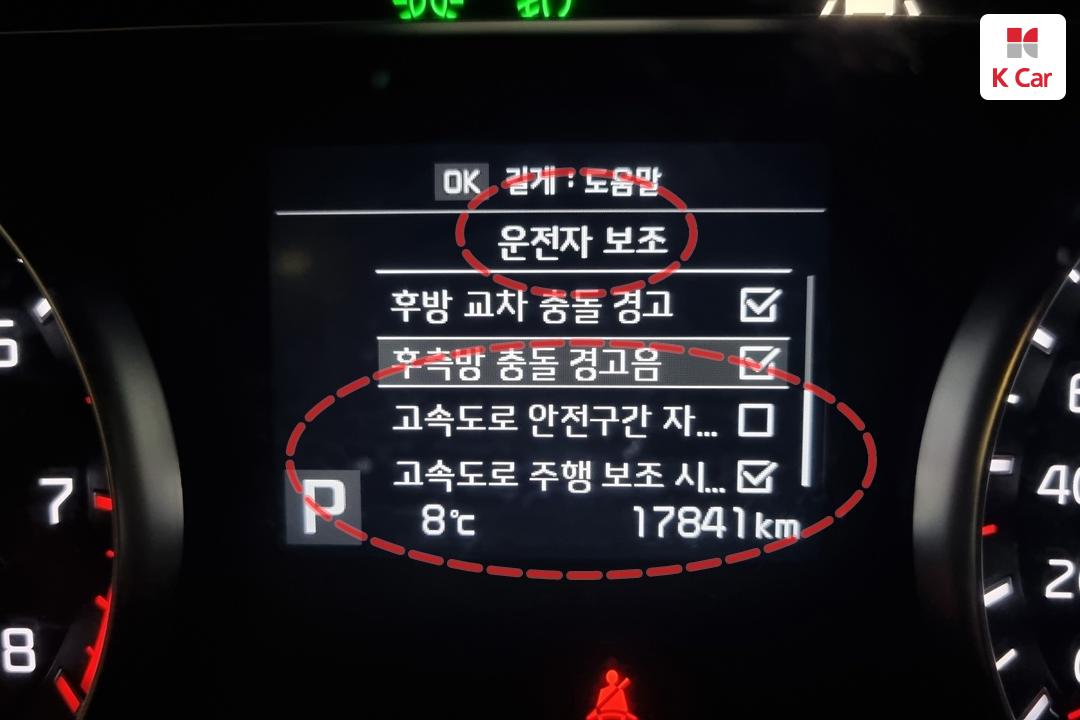 K Car
OK 길게 : 도움말
운전자 보조
후방 교차 충돌 경고
후측방 충돌 경고음
고속도로 안전구간 자...
고속도로 주행 보조 시...
P
8℃ 17841km
7
8